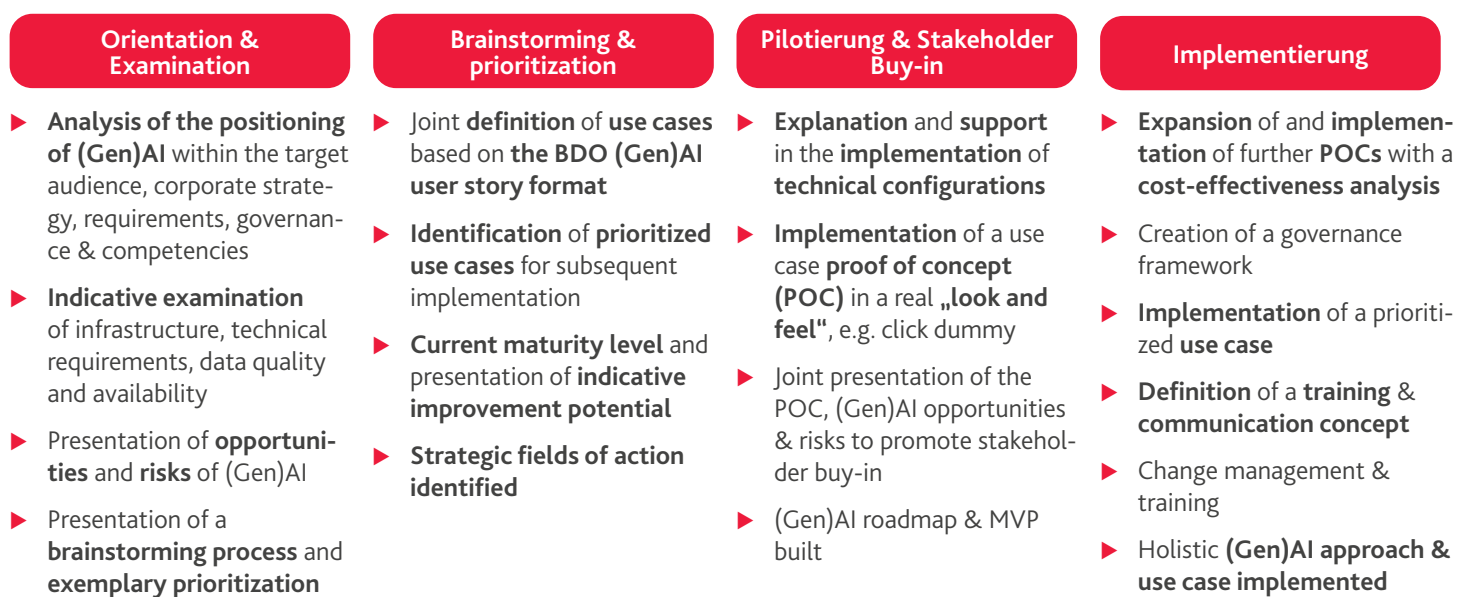 Orientation &
Examination
Analysis of the positioning
of (Gen)AI within the target
audience, corporate strate-
gy, requirements, governan-
ce & competencies
Indicative examination
of infrastructure, technical
requirements, data quality
and availability
Presentation of opportuni-
ties and risks of (Gen)AI
Presentation of a
brainstorming process and
exemplary prioritization
Brainstorming &
prioritization
Joint definition of use cases
based on the BDO (Gen)AI
user story format
Identification of prioritized
use cases for subsequent
implementation
Current maturity level and
presentation of indicative
improvement potential
Strategic fields of action
identified
Pilotierung & Stakeholder
Buy-in
Explanation and support
in the implementation of
technical configurations
Implementation of a use
case proof of concept
(POC) in a real „look and
feel“, e.g. click dummy
Joint presentation of the
POC, (Gen)AI opportunities
& risks to promote stakehol-
der buy-in
(Gen)AI roadmap & MVP
built
Implementierung
Expansion of and implemen-
tation of further POCs with a
cost-effectiveness analysis
Creation of a governance
framework
Implementation of a prioriti-
zed use case
Definition of a training &
communication concept
Change management &
training
Holistic (Gen)AI approach &
use case implemented